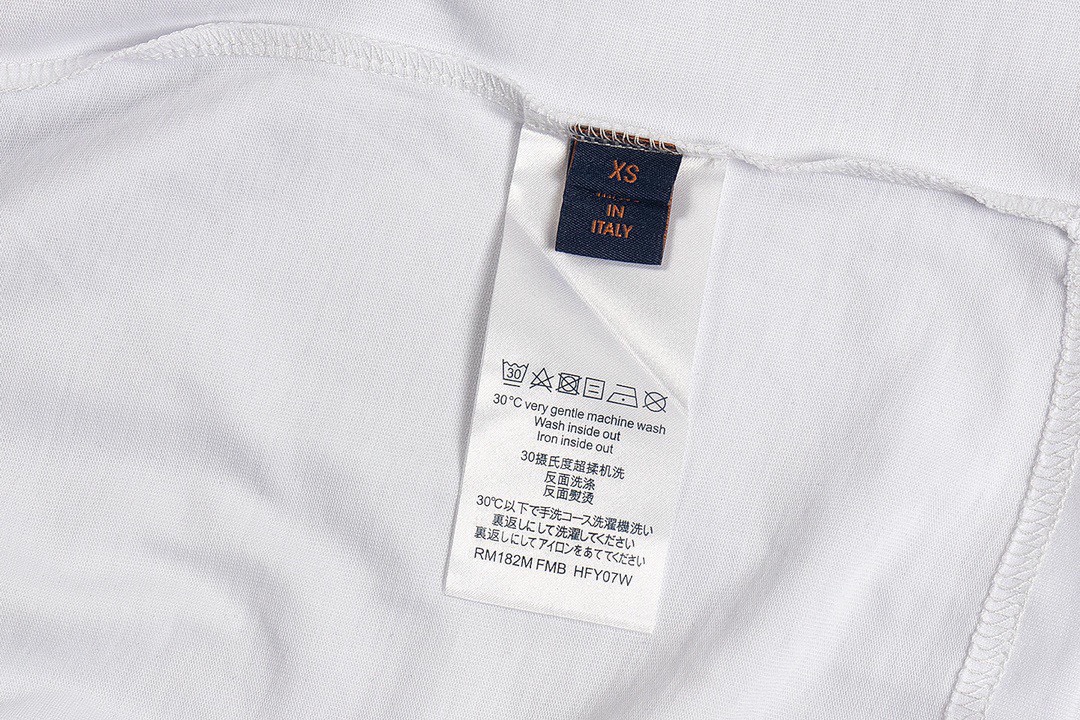 XS
IN
ITALY
30
30°C very gentle machine wash
Wash inside out
Iron inside out
30摄氏度超揉机洗
反面洗涤
反面熨烫
30℃以下で手洗コース洗濯機洗い
裏返しにして洗濯してください
裏返しにしてアイロンをあててください
RM182M FMB HFY07W